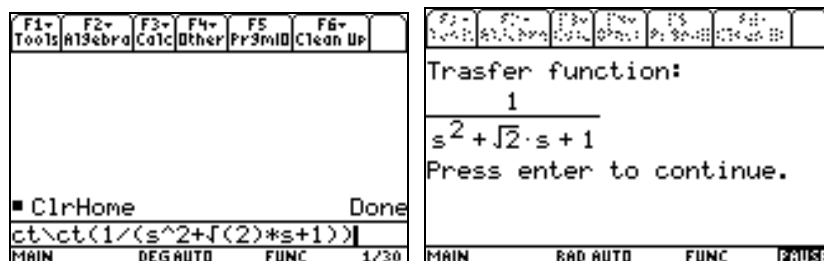 F1▾ F2▾ F3▾ F4▾ F5 F6▾
Tools Algebra Calc Other PrgmIO Clean Up
▪ ClrHome Done
ct\ct(1/(s^2+√(2)*s+1))
MAIN DEG AUTO FUNC 1/30
Trasfer function:
1
s² + √2·s + 1
Press enter to continue.
MAIN RAD AUTO FUNC PAUSE